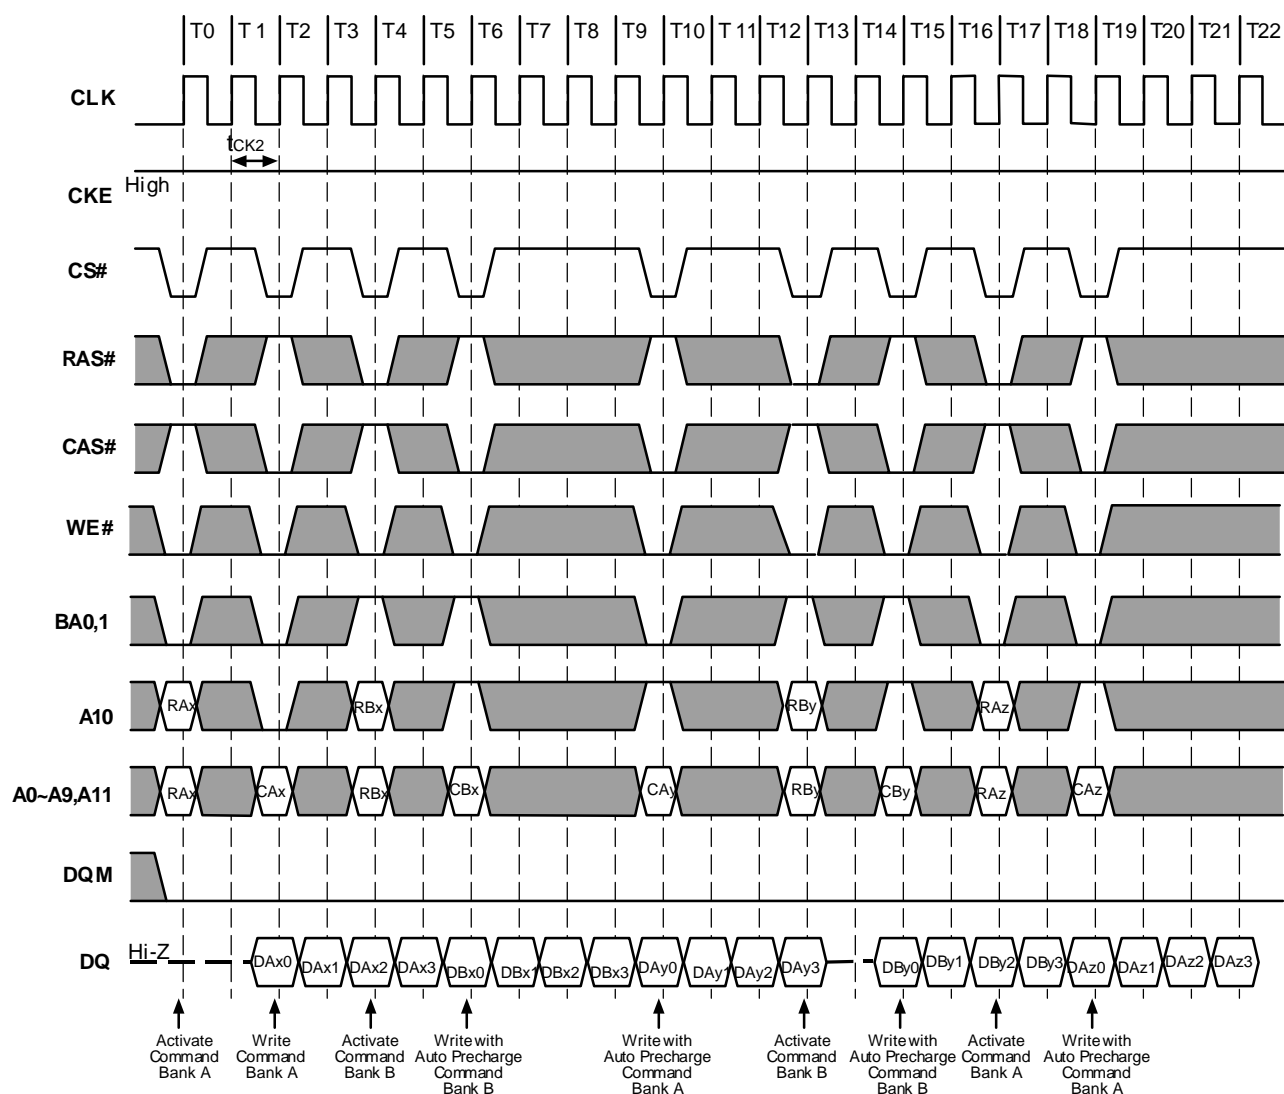 T0 T 1 T2 T3 T4 T5 T6 T7 T8 T9 T10 T 11 T12 T13 T14 T15 T16 T17 T18 T19 T20 T21 T22
CLK
tCK2
High
CKE
CS#
RAS#
CAS#
WE#
BA0,1
A10
RAx RBx RBy RAz
A0~A9,A11
RAx CAx RBx CBx CAy RBy CBy RAz CAz
DQM
Hi-Z
DQ
DAx0 DAx1 DAx2 DAx3 DBx0 DBx1 DBx2 DBx3 DAy0 DAy1 DAy2 DAy3 DBy0 DBy1 DBy2 DBy3 DAz0 DAz1 DAz2 DAz3
Activate
Command
Bank A
Write
Command
Bank A
Activate
Command
Bank B
Write with
Auto Precharge
Command
Bank B
Write with
Auto Precharge
Command
Bank A
Activate
Command
Bank B
Write with
Auto Precharge
Command
Bank B
Activate
Command
Bank A
Write with
Auto Precharge
Command
Bank A